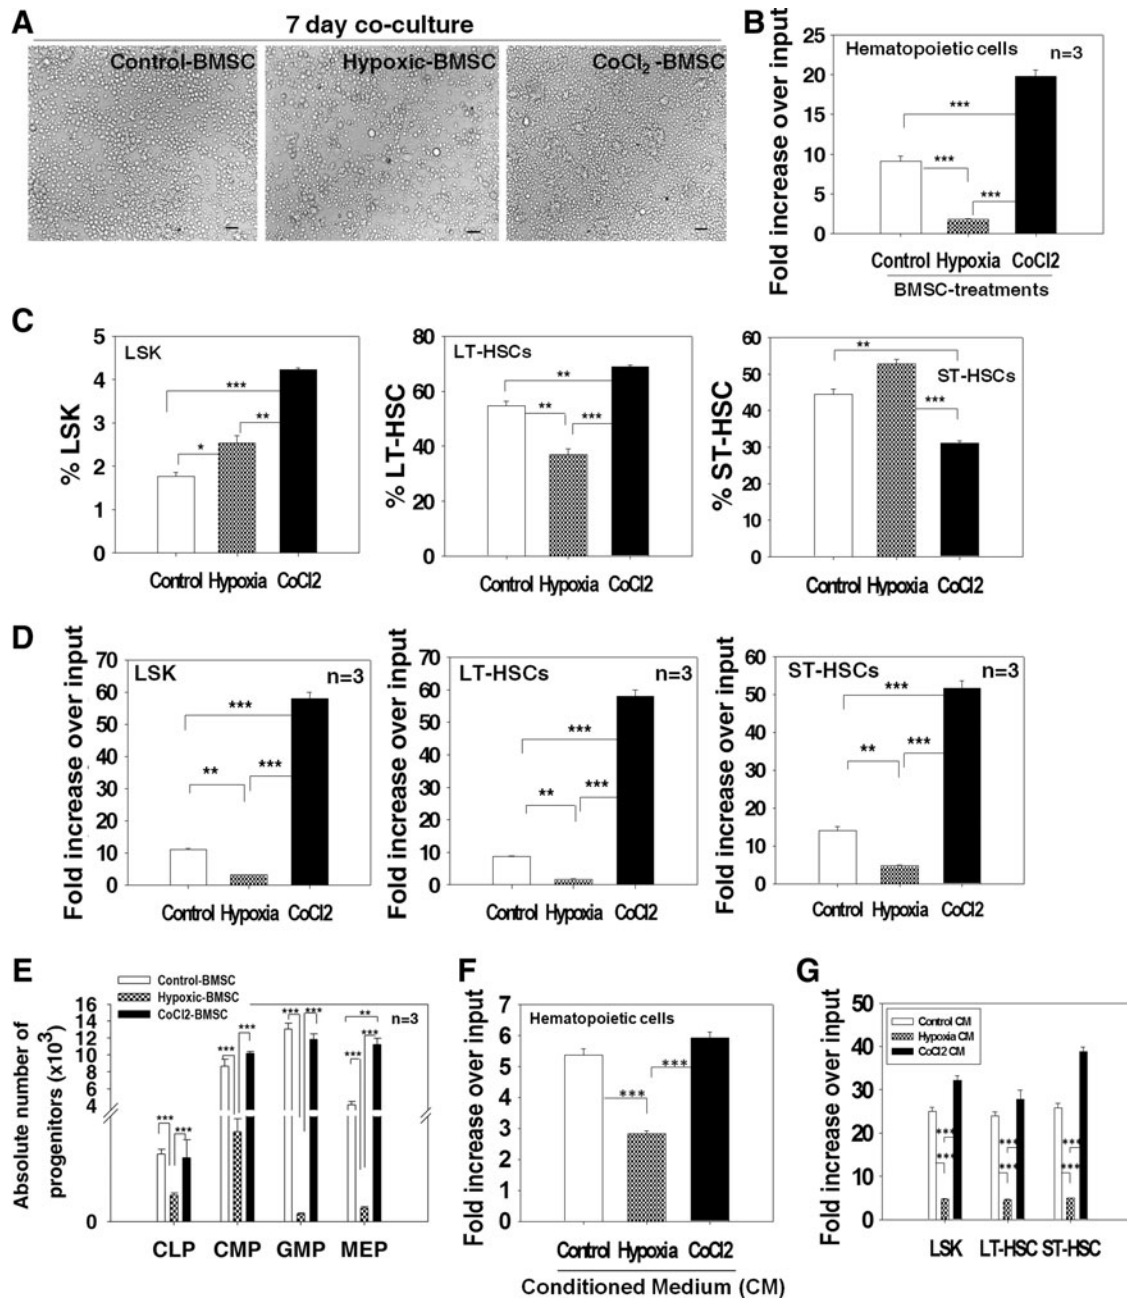 A
7 day co-culture
Control-BMSC
Hypoxic-BMSC
CoCl2 -BMSC
B
Fold increase over input
25
20
15
10
5
0
Hematopoietic cells
n=3
***
***
***
Control Hypoxia CoCl2
BMSC-treatments
C
% LSK
5
4
3
2
1
0
LSK
***
**
*
Control Hypoxia CoCl2
% LT-HSC
80
60
40
20
0
LT-HSCs
**
**
***
Control Hypoxia CoCl2
% ST-HSC
60
50
40
30
20
10
0
**
ST-HSCs
***
Control Hypoxia CoCl2
D
Fold increase over input
70
60
50
40
30
20
10
0
LSK
n=3
***
**
***
Control Hypoxia CoCl2
Fold increase over input
70
60
50
40
30
20
10
0
LT-HSCs
n=3
***
**
***
Control Hypoxia CoCl2
Fold increase over input
60
50
40
30
20
10
0
ST-HSCs
n=3
***
**
***
Control Hypoxia CoCl2
E
Absolute number of
progenitors (x103)
Control-BMSC
Hypoxic-BMSC
CoCl2-BMSC
16
14
12
10
8
6
4
0
n=3
*** ***
*** ***
*** ***
**
*** ***
CLP CMP GMP MEP
F
Fold increase over input
7
6
5
4
3
2
1
0
Hematopoietic cells
***
***
Control Hypoxia CoCl2
Conditioned Medium (CM)
G
Fold increase over input
50
40
30
20
10
0
Control CM
Hypoxia CM
CoCl2 CM
*** *** ***
*** *** ***
LSK LT-HSC ST-HSC